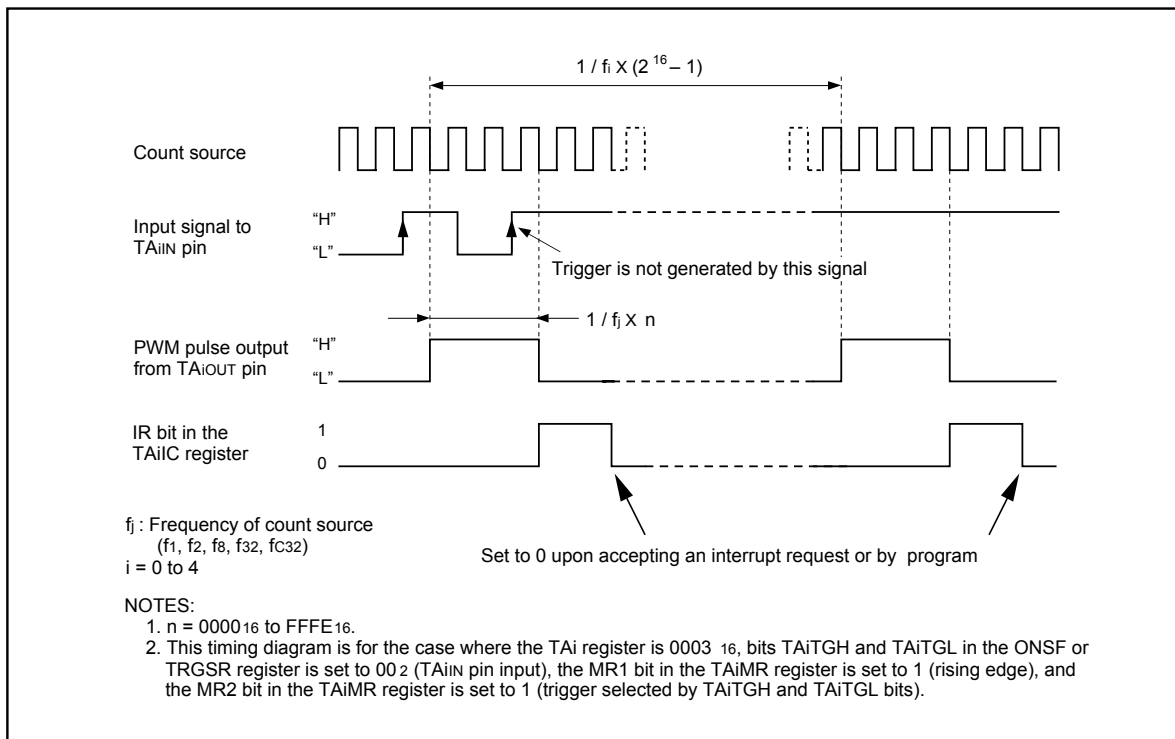 1 / fi X (2 16 – 1)
Count source
Input signal to
TAiIN pin
“H”
“L”
Trigger is not generated by this signal
1 / fj X n
PWM pulse output
from TAiOUT pin
“H”
“L”
IR bit in the
TAiIC register
1
0
fj : Frequency of count source
(f1, f2, f8, f32, fC32)
i = 0 to 4
Set to 0 upon accepting an interrupt request or by program
NOTES:
1. n = 000016 to FFFE16.
2. This timing diagram is for the case where the TAi register is 0003 16, bits TAiTGH and TAiTGL in the ONSF or
TRGSR register is set to 00 2 (TAiIN pin input), the MR1 bit in the TAiMR register is set to 1 (rising edge), and
the MR2 bit in the TAiMR register is set to 1 (trigger selected by TAiTGH and TAiTGL bits).